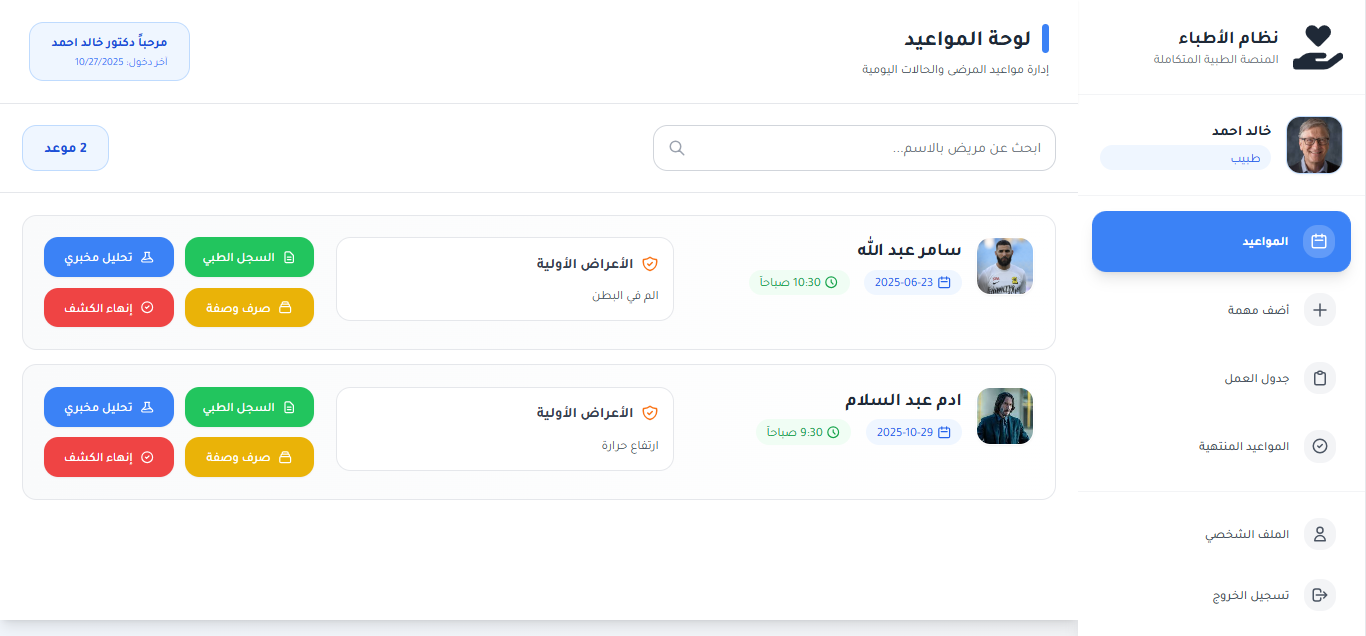 نظام الأطباء
المنصة الطبية المتكاملة
خالد احمد
طبيب
المواعيد
أضف مهمة
جدول العمل
المواعيد المنتهية
الملف الشخصي
تسجيل الخروج
لوحة المواعيد
إدارة مواعيد المرضى والحالات اليومية
مرحباً دكتور خالد احمد
آخر دخول: 10/27/2025
ابحث عن مريض بالاسم...
2 موعد
سامر عبد الله
2025-06-23
10:30 صباحاً
الأعراض الأولية
الم في البطن
السجل الطبي
تحليل مخبري
صرف وصفة
إنهاء الكشف
ادم عبد السلام
2025-10-29
9:30 صباحاً
الأعراض الأولية
ارتفاع حرارة
السجل الطبي
تحليل مخبري
صرف وصفة
إنهاء الكشف